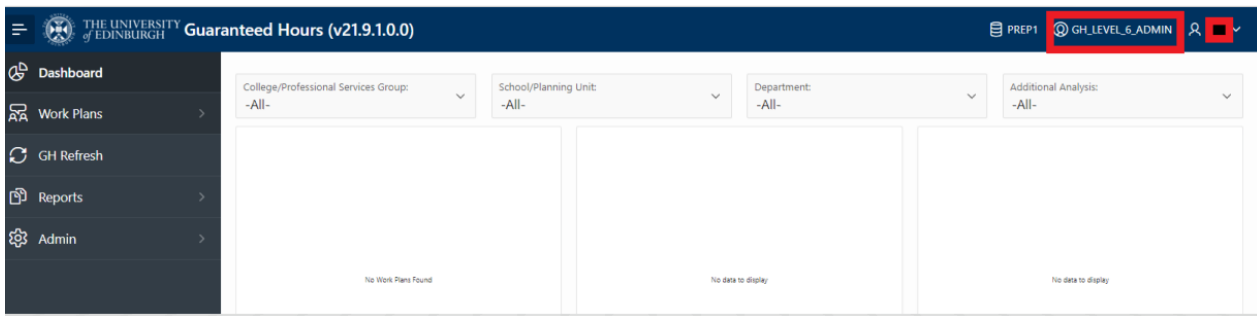 THE UNIVERSITY
of EDINBURGH
Guaranteed Hours (v21.9.1.0.0)
PREP1
GH_LEVEL_6_ADMIN
Dashboard
Work Plans
GH Refresh
Reports
Admin
College/Professional Services Group:
-All-
School/Planning Unit:
-All-
Department:
-All-
Additional Analysis:
-All-
No Work Plans Found
No data to display
No data to display